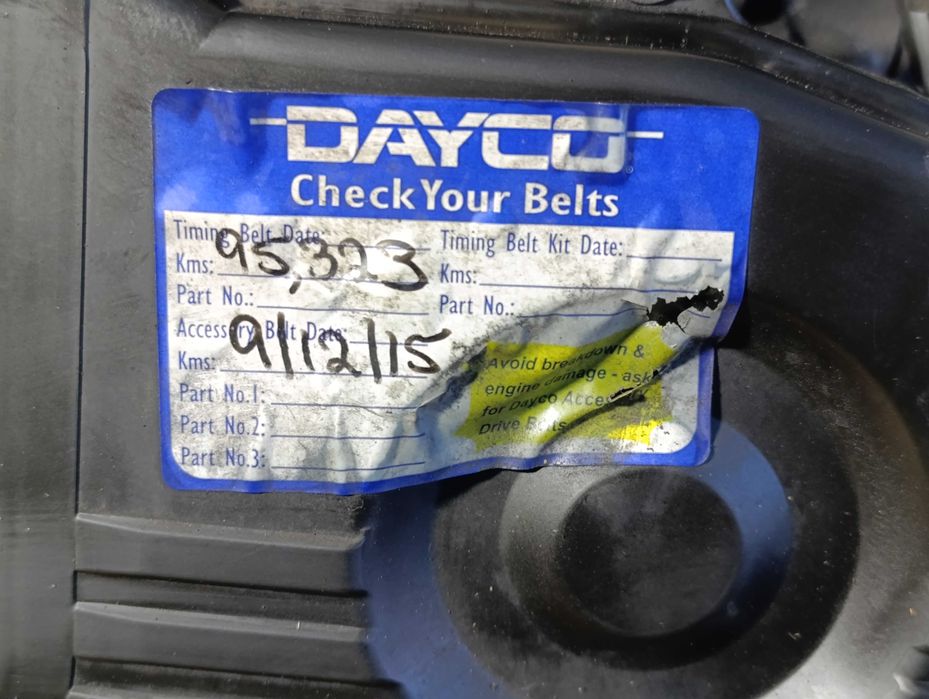 DAYCO
Check Your Belts
Timing Belt Date:
Kms: 95,323
Part No.:
Accessory Belt Date:
Kms: 9/12/15
Part No.1:
Part No.2:
Part No.3:
Timing Belt Kit Date:
Kms:
Part No.:
Avoid breakdown &
engine damage - ask
for Dayco Accessory
Drive Belts